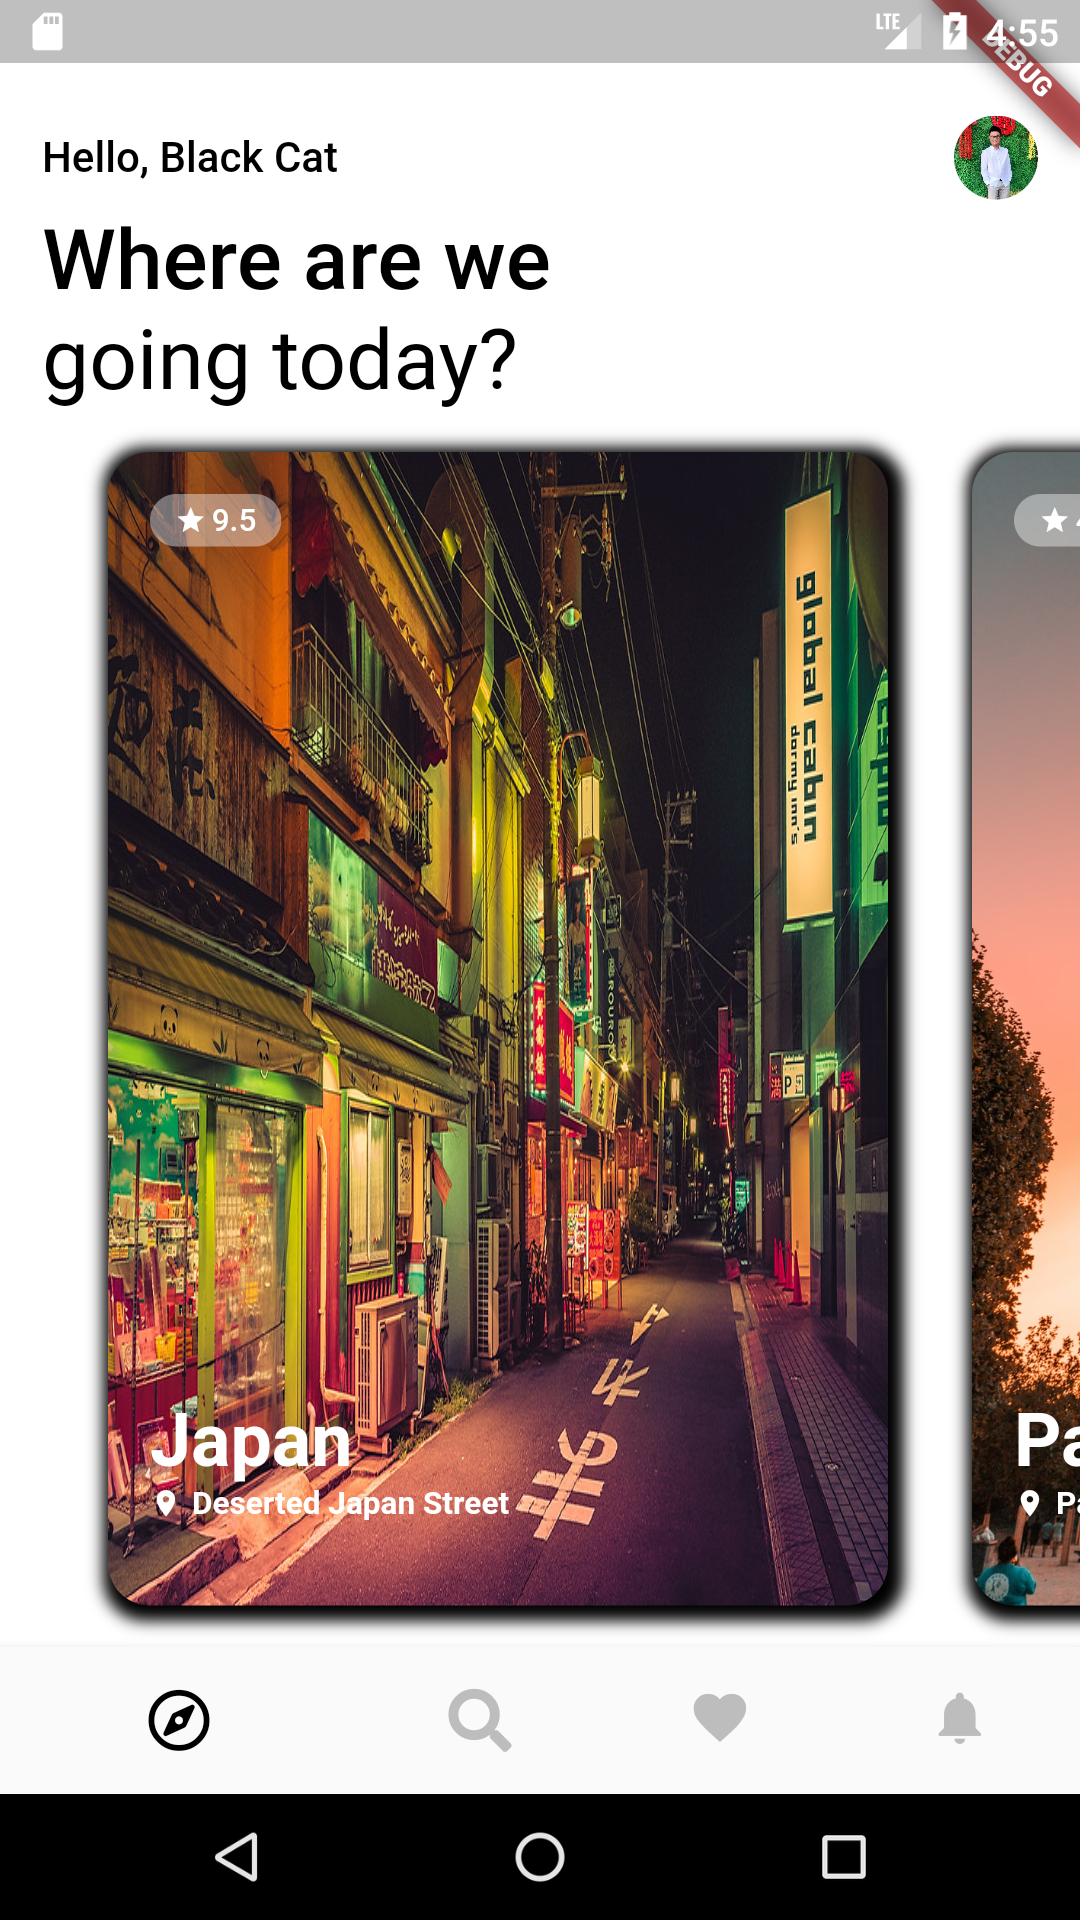 LTE 4:55
DEBUG
Hello, Black Cat
Where are we
going today?
9.5
global cabin
dormy inn's
P
Japan
Deserted Japan Street
Pa
Pa